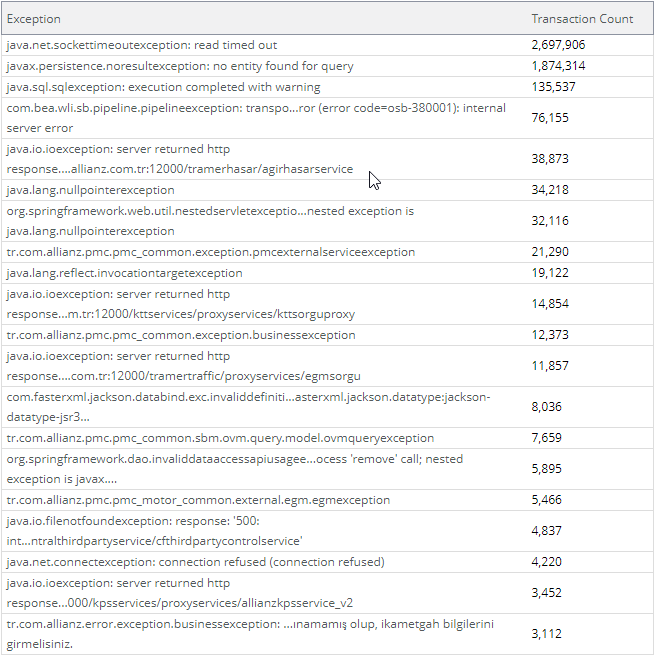 Exception Transaction Count
java.net.sockettimeoutexception: read timed out 2,697,906
javax.persistence.noresultexception: no entity found for query 1,874,314
java.sql.sqlexception: execution completed with warning 135,537
com.bea.wli.sb.pipeline.pipelineexception: transpo...ror (error code=osb-380001): internal
server error 76,155
java.io.ioexception: server returned http
response....allianz.com.tr:12000/tramerhasar/agirhasarservice 38,873
java.lang.nullpointerexception 34,218
org.springframework.web.util.nestedservletexceptio...nested exception is
java.lang.nullpointerexception 32,116
tr.com.allianz.pmc.pmc_common.exception.pmcexternalserviceexception 21,290
java.lang.reflect.invocationtargetexception 19,122
java.io.ioexception: server returned http
response...m.tr:12000/kttservices/proxyservices/kttsorguproxy 14,854
tr.com.allianz.pmc.pmc_common.exception.businessexception 12,373
java.io.ioexception: server returned http
response....com.tr:12000/tramertraffic/proxyservices/egmsorgu 11,857
com.fasterxml.jackson.databind.exc.invaliddefiniti...asterxml.jackson.datatype:jackson-
datatype-jsr3... 8,036
tr.com.allianz.pmc.pmc_common.sbm.ovm.query.model.ovmqueryexception 7,659
org.springframework.dao.invaliddataaccessapiusagee...ocess 'remove' call; nested
exception is javax.... 5,895
tr.com.allianz.pmc.pmc_motor_common.external.egm.egmexception 5,466
java.io.filenotfoundexception: response: '500:
int...ntralthirdpartyservice/cfthirdpartycontrolservice' 4,837
java.net.connectexception: connection refused (connection refused) 4,220
java.io.ioexception: server returned http
response...000/kpsservices/proxyservices/allianzkpsservice_v2 3,452
tr.com.allianz.error.exception.businessexception: ...ınamamış olup, ikametgah bilgilerini
girmelisiniz. 3,112